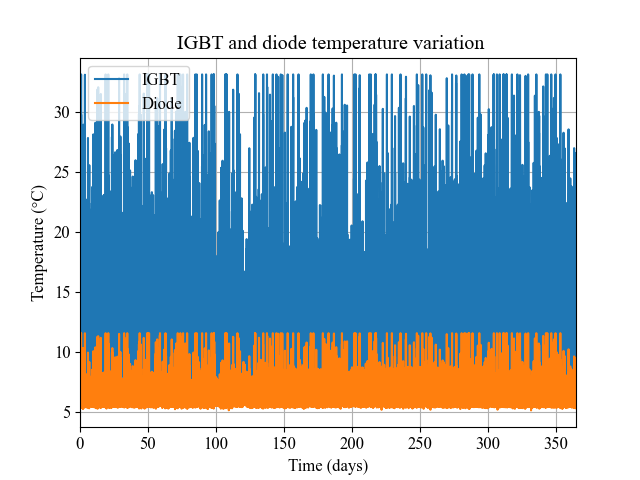 IGBT and diode temperature variation
IGBT
Diode
Temperature (°C)
30
25
20
15
10
5
0 50 100 150 200 250 300 350
Time (days)